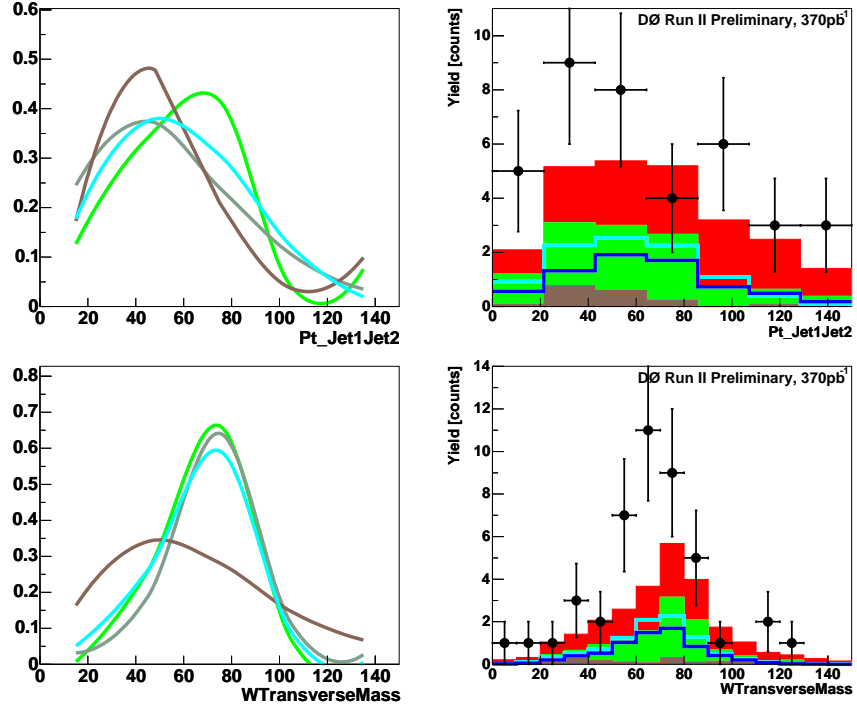 0.6
0.5
0.4
0.3
0.2
0.1
0
0 20 40 60 80 100 120 140
Pt_Jet1Jet2
DØ Run II Preliminary, 370pb⁻¹
Yield [counts]
10
8
6
4
2
0
0 20 40 60 80 100 120 140
Pt_Jet1Jet2
0.8
0.7
0.6
0.5
0.4
0.3
0.2
0.1
0
0 20 40 60 80 100 120 140
WTransverseMass
DØ Run II Preliminary, 370pb⁻¹
Yield [counts]
14
12
10
8
6
4
2
0
0 20 40 60 80 100 120 140
WTransverseMass